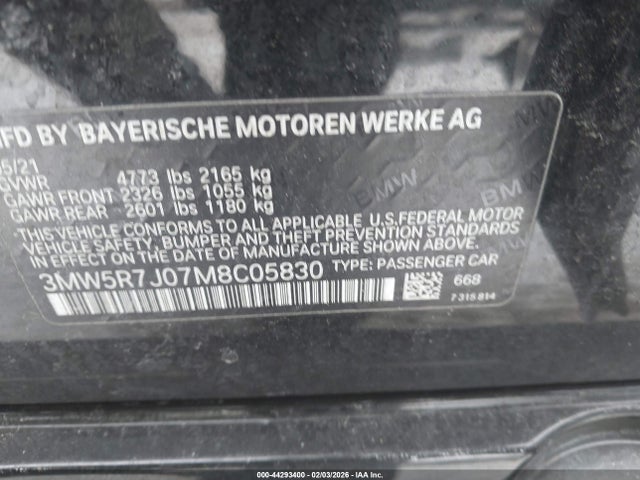 MFD BY BAYERISCHE MOTOREN WERKE AG
5/21
GVWR 4773 lbs 2165 kg
GAWR FRONT 2326 lbs 1055 kg
GAWR REAR 2601 lbs 1180 kg
THIS VEHICLE CONFORMS TO ALL APPLICABLE U.S.FEDERAL MOTOR
VEHICLE SAFETY, BUMPER AND THEFT PREVENTION STANDARDS
IN EFFECT ON THE DATE OF MANUFACTURE SHOWN ABOVE.
3MW5R7J07M8C05830 TYPE: PASSENGER CAR
668
7315814
BMW
000-44293400 - 02/03/2026 - IAA Inc.